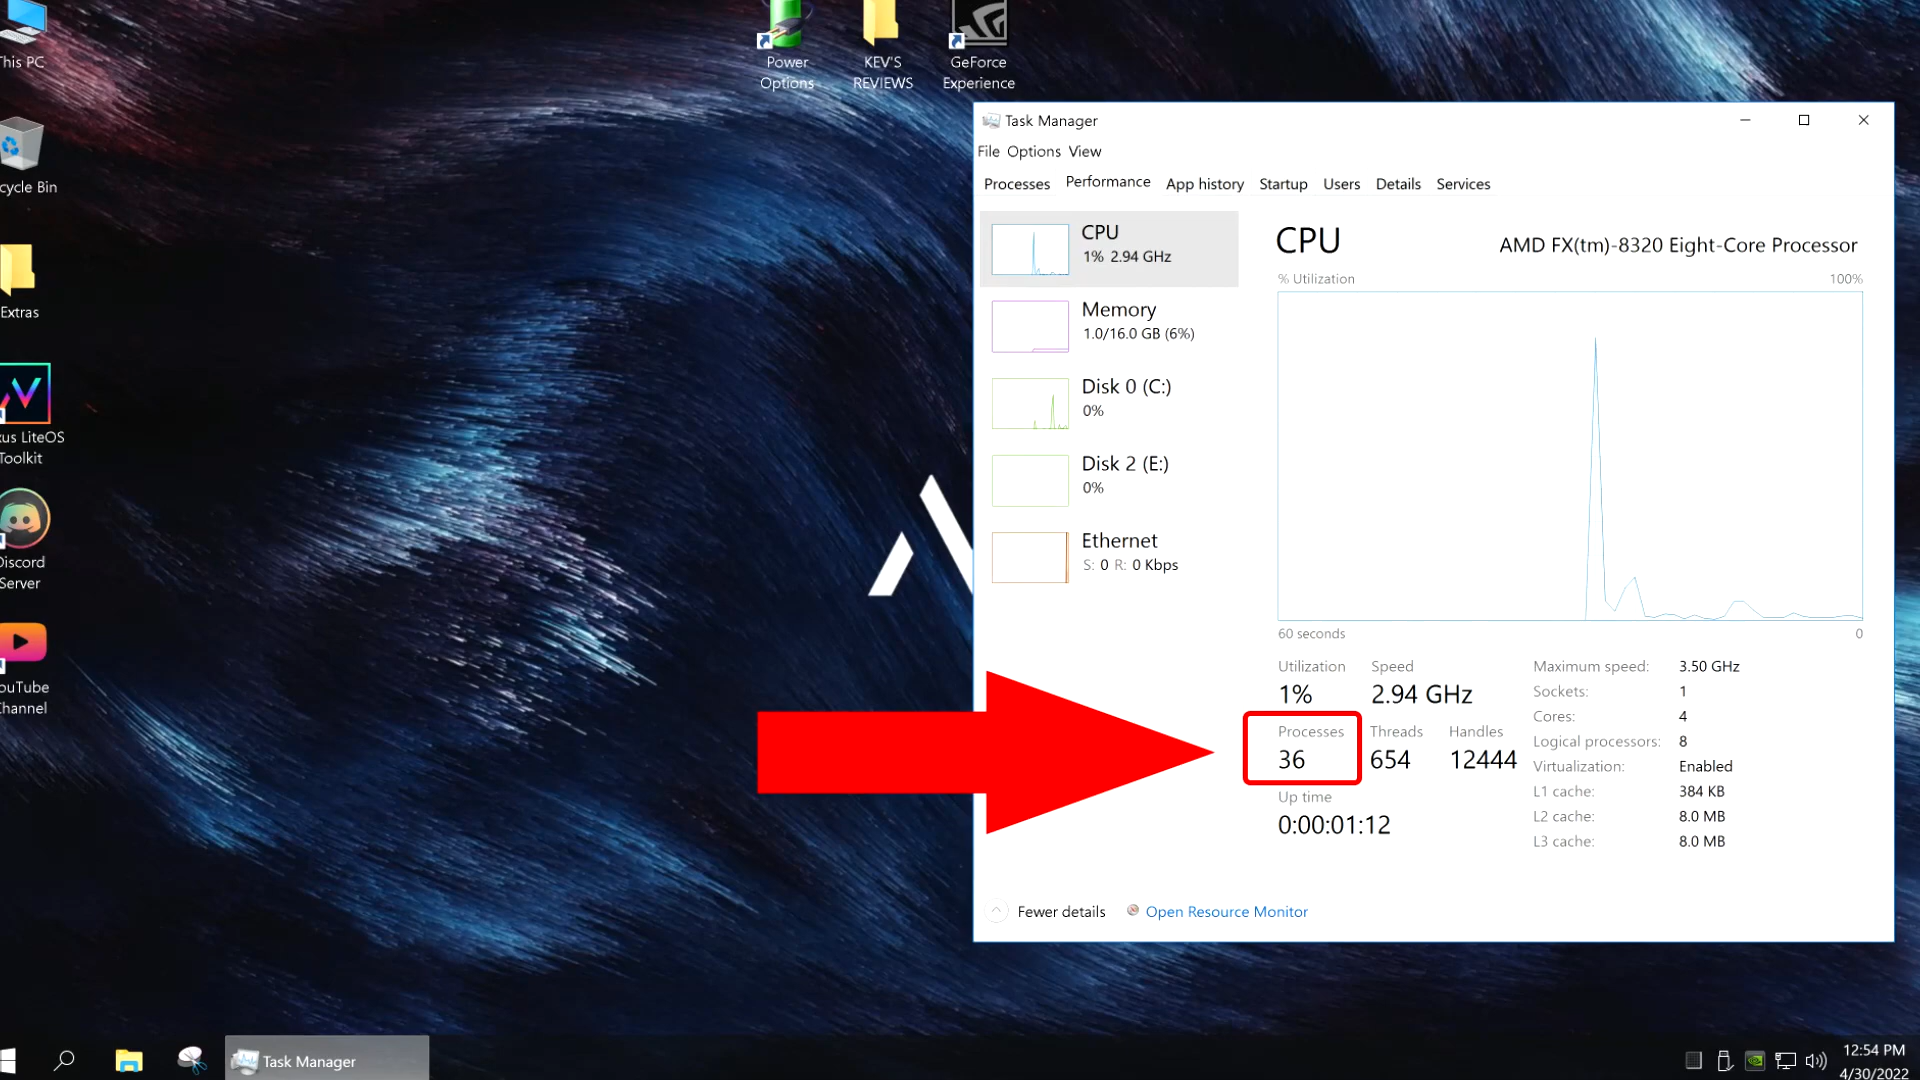 This PC
cycle Bin
Extras
xus LiteOS
Toolkit
Discord
Server
YouTube
Channel
Power
Options
KEV'S
REVIEWS
GeForce
Experience
Task Manager
File Options View
Processes Performance App history Startup Users Details Services
CPU
1% 2.94 GHz
Memory
1.0/16.0 GB (6%)
Disk 0 (C:)
0%
Disk 2 (E:)
0%
Ethernet
S: 0 R: 0 Kbps
CPU
AMD FX(tm)-8320 Eight-Core Processor
% Utilization 100%
60 seconds 0
Utilization Speed
1% 2.94 GHz
Processes Threads Handles
36 654 12444
Up time
0:00:01:12
Maximum speed: 3.50 GHz
Sockets: 1
Cores: 4
Logical processors: 8
Virtualization: Enabled
L1 cache: 384 KB
L2 cache: 8.0 MB
L3 cache: 8.0 MB
Fewer details Open Resource Monitor
Task Manager
12:54 PM
4/30/2022